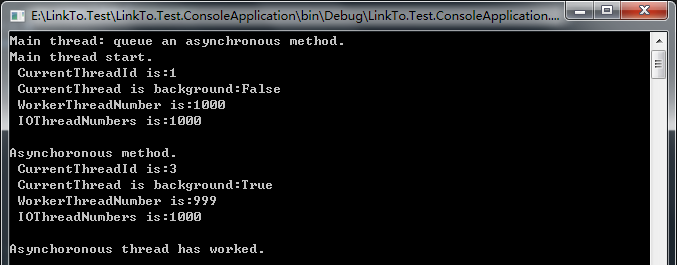 E:\LinkTo.Test\LinkTo.Test.ConsoleApplication\bin\Debug\LinkTo.Test.ConsoleApplication....
Main thread: queue an asynchronous method.
Main thread start.
CurrentThreadId is:1
CurrentThread is background:False
WorkerThreadNumber is:1000
IOThreadNumbers is:1000
Asynchoronous method.
CurrentThreadId is:3
CurrentThread is background:True
WorkerThreadNumber is:999
IOThreadNumbers is:1000
Asynchoronous thread has worked.